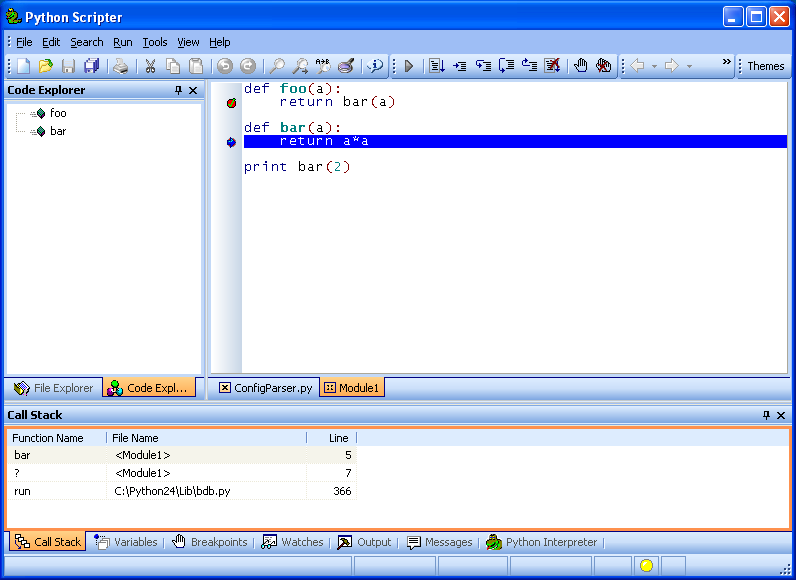 Python Scripter
File Edit Search Run Tools View Help
Themes
Code Explorer
foo
bar
def foo(a):
    return bar(a)
def bar(a):
    return a*a
print bar(2)
File Explorer Code Expl... ConfigParser.py Module1
Call Stack
Function Name File Name Line
bar <Module1> 5
? <Module1> 7
run C:\Python24\Lib\bdb.py 366
Call Stack Variables Breakpoints Watches Output Messages Python Interpreter